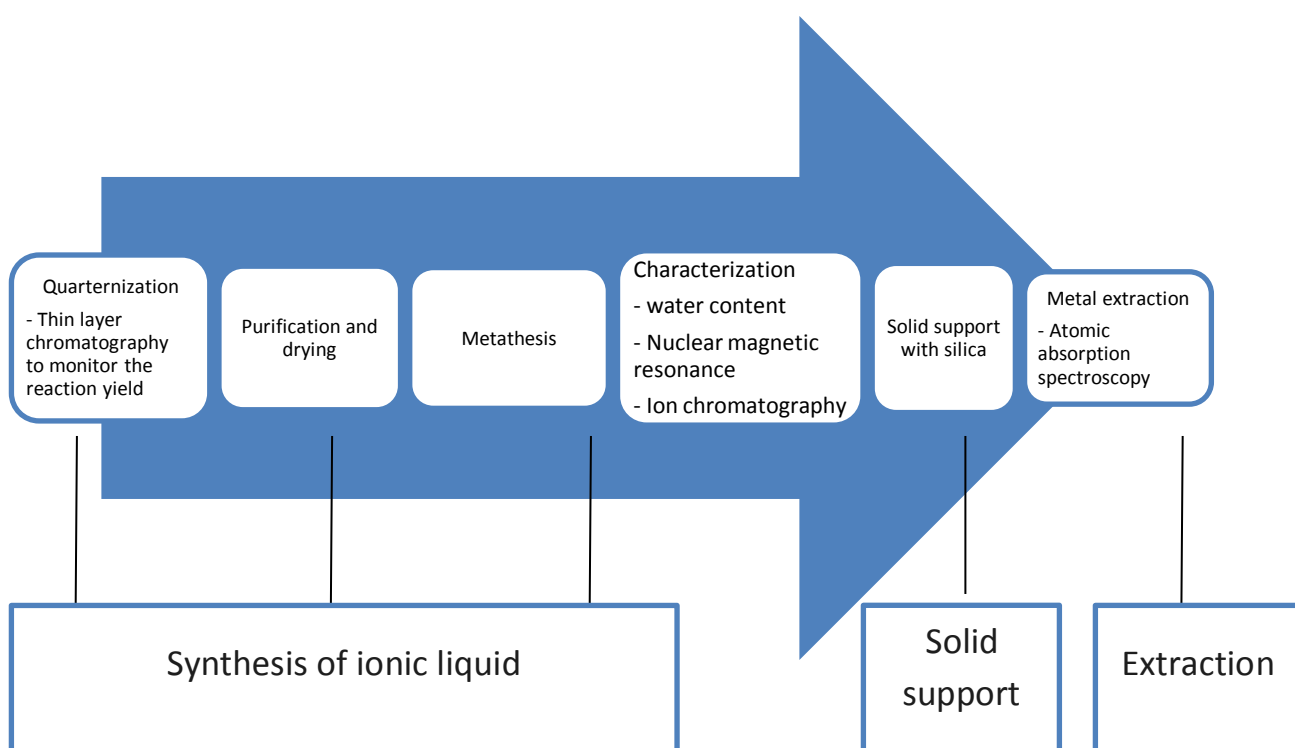 Quarternization
- Thin layer
chromatography
to monitor the
reaction yield
Purification and
drying
Metathesis
Characterization
- water content
- Nuclear magnetic
resonance
- Ion chromatography
Solid support
with silica
Metal extraction
- Atomic
absorption
spectroscopy
Synthesis of ionic liquid
Solid
support
Extraction